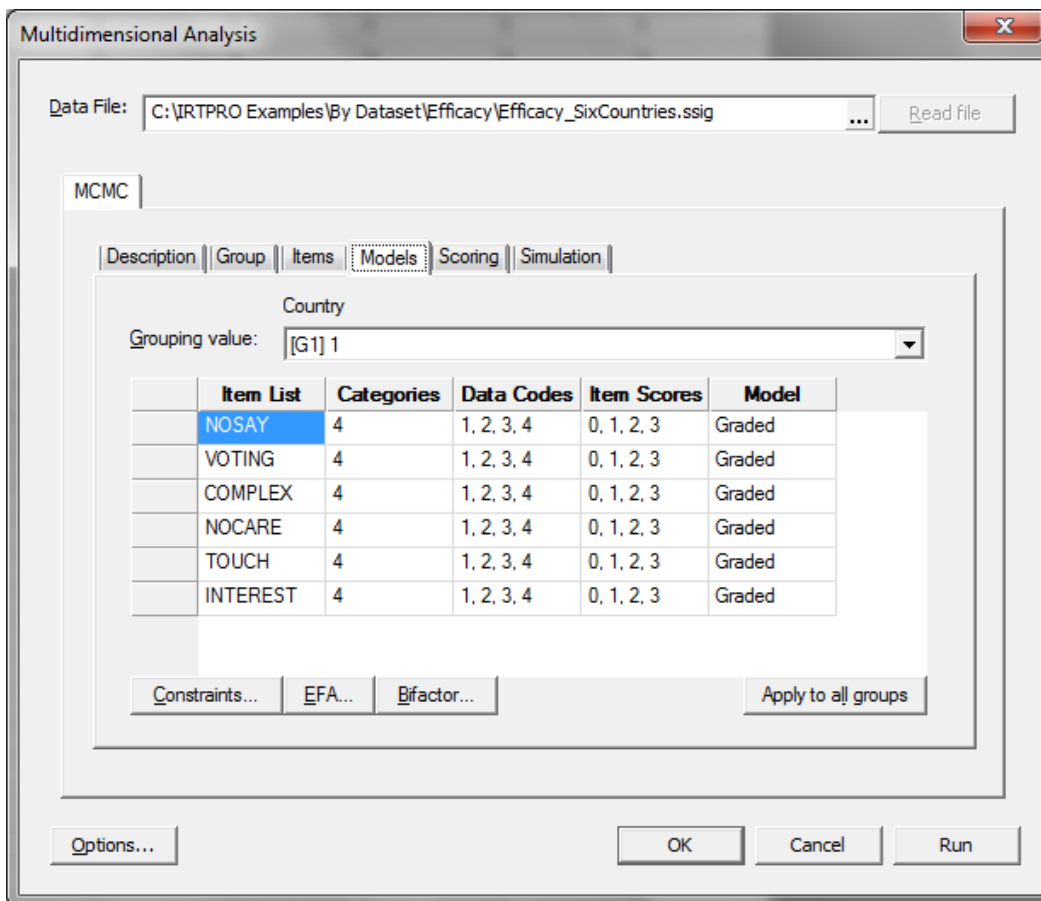 Multidimensional Analysis
X
Data File: C:\IRTPRO Examples\By Dataset\Efficacy\Efficacy_SixCountries.ssig ... Read file
MCMC
Description Group Items Models Scoring Simulation
Country
Grouping value: [G1] 1
Item List Categories Data Codes Item Scores Model
NOSAY 4 1, 2, 3, 4 0, 1, 2, 3 Graded
VOTING 4 1, 2, 3, 4 0, 1, 2, 3 Graded
COMPLEX 4 1, 2, 3, 4 0, 1, 2, 3 Graded
NOCARE 4 1, 2, 3, 4 0, 1, 2, 3 Graded
TOUCH 4 1, 2, 3, 4 0, 1, 2, 3 Graded
INTEREST 4 1, 2, 3, 4 0, 1, 2, 3 Graded
Constraints... EFA... Bifactor... Apply to all groups
Options... OK Cancel Run